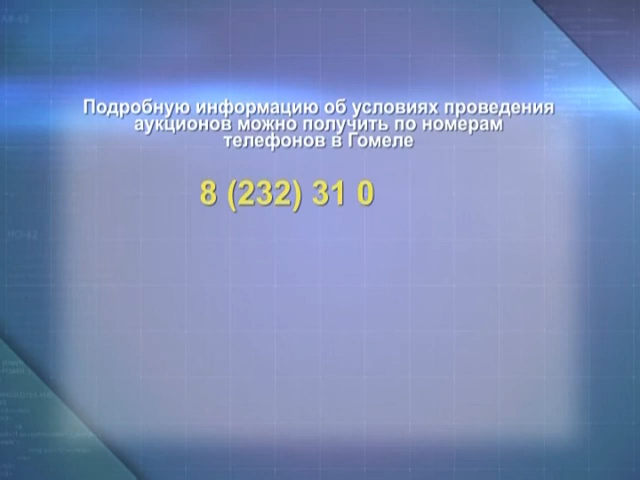 Подробную информацию об условиях проведения
аукционов можно получить по номерам
телефонов в Гомеле
8 (232) 31 0